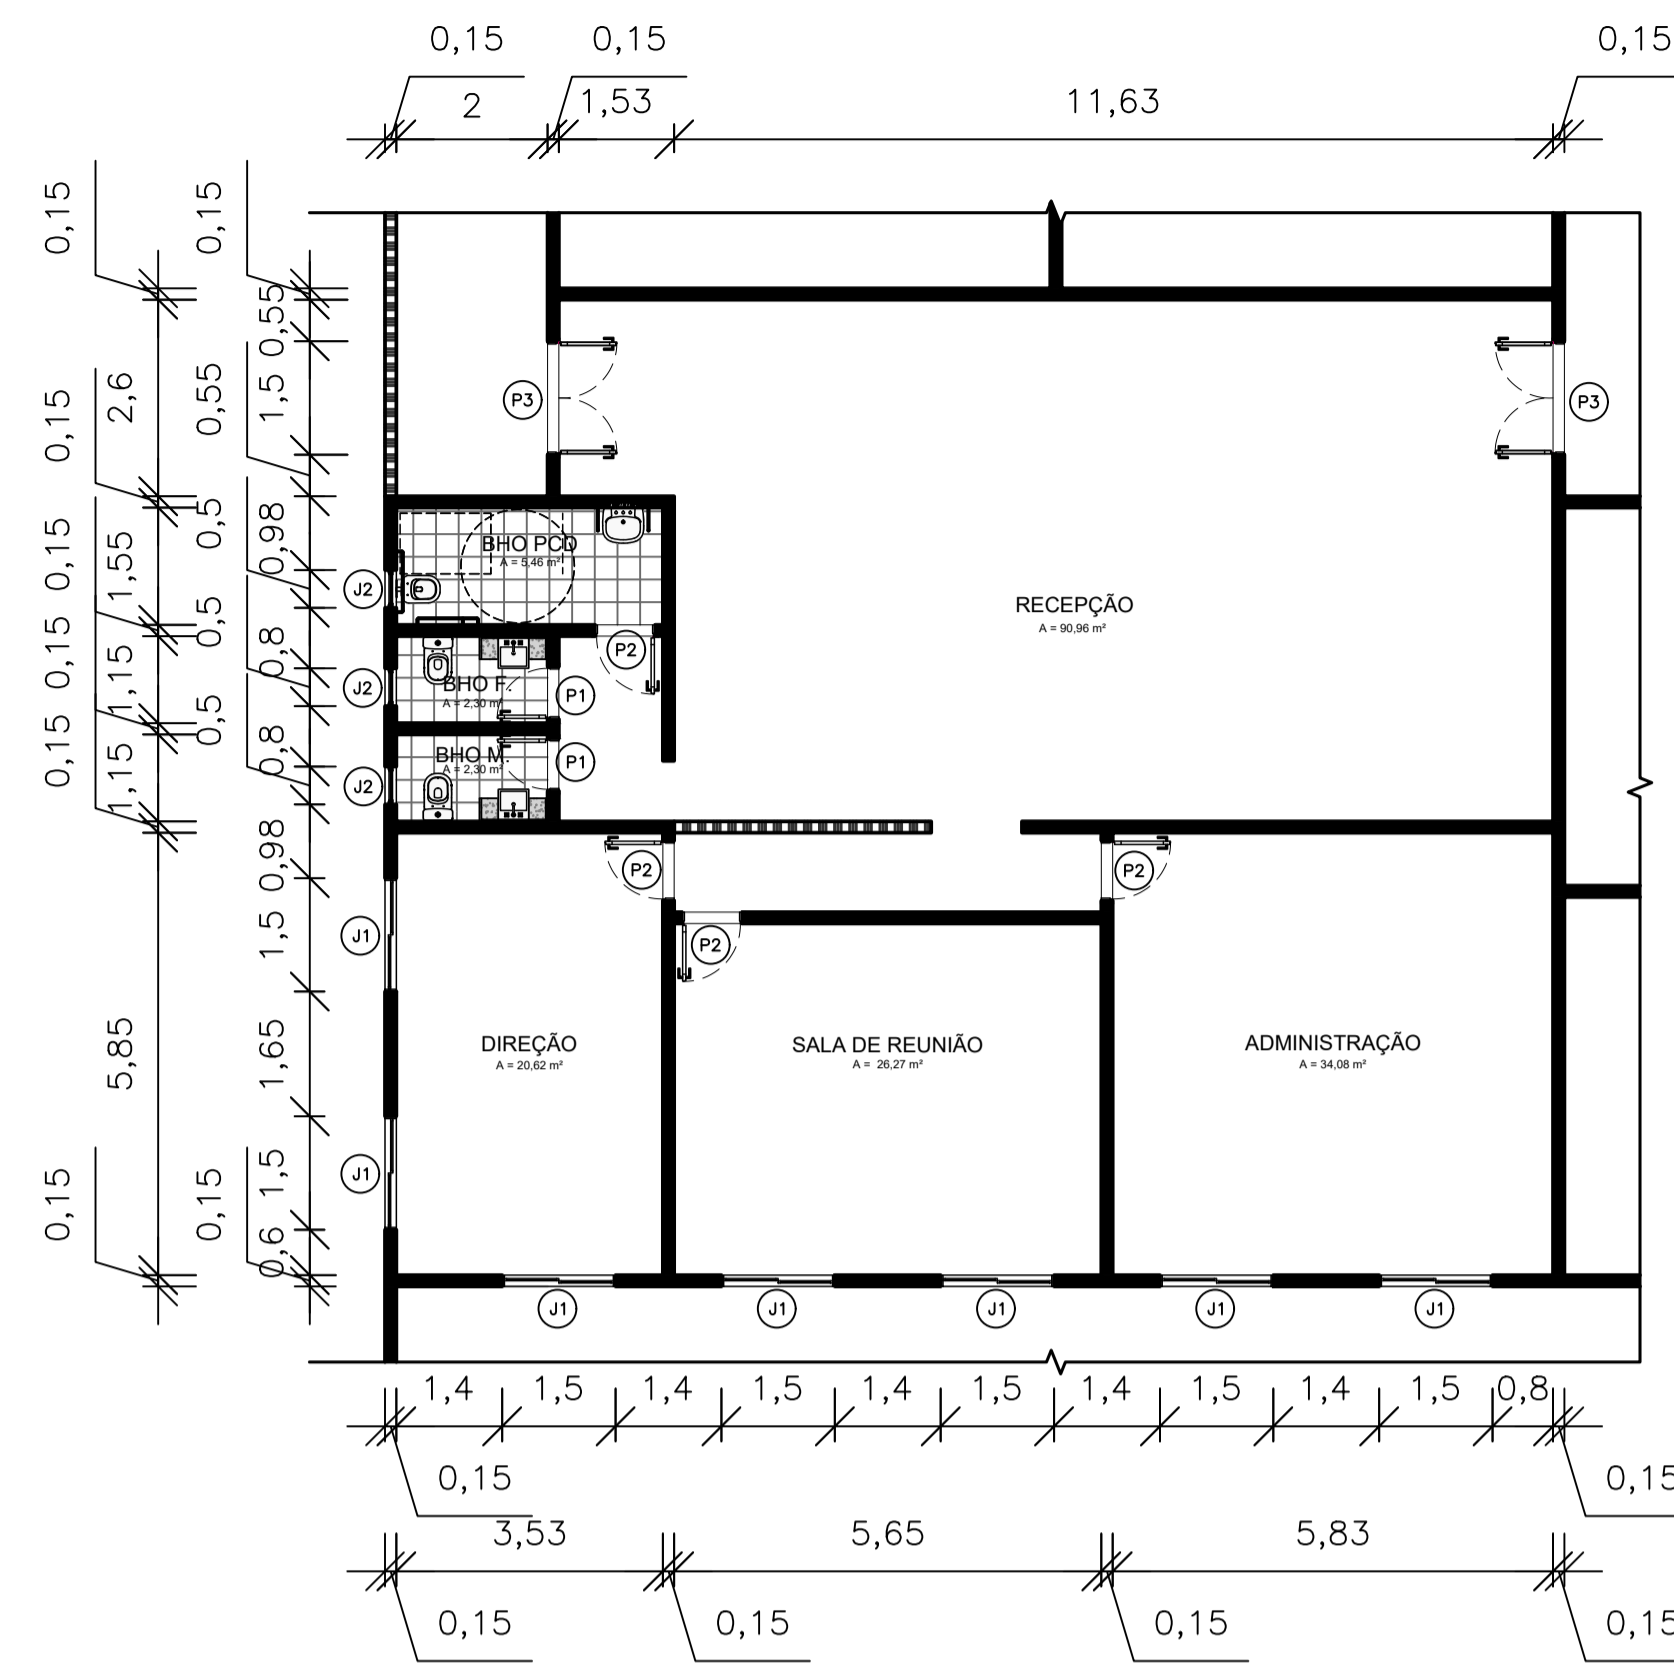 0,15
0,15
0,15
2
1,53
11,63
0,15
0,15
0,55
2,6
0,55
1,5
0,15
P3
P3
0,5
0,98
0,15
1,55
BHO PCD
A = 5,46 m²
J2
RECEPÇÃO
A = 90,96 m²
0,5
0,8
0,15
1,15
P2
J2
BHO F.
A = 2,30 m²
P1
0,5
0,8
0,15
1,15
BHO M.
A = 2,30 m²
P1
J2
0,98
P2
P2
1,5
J1
P2
5,85
1,65
DIREÇÃO
A = 20,62 m²
SALA DE REUNIÃO
A = 26,27 m²
ADMINISTRAÇÃO
A = 34,08 m²
0,15
0,15
1,5
J1
0,6
J1
J1
J1
J1
J1
1,4
1,5
1,4
1,5
1,4
1,5
1,4
1,5
1,4
1,5
0,8
0,15
0,15
3,53
5,65
5,83
0,15
0,15
0,15
0,15